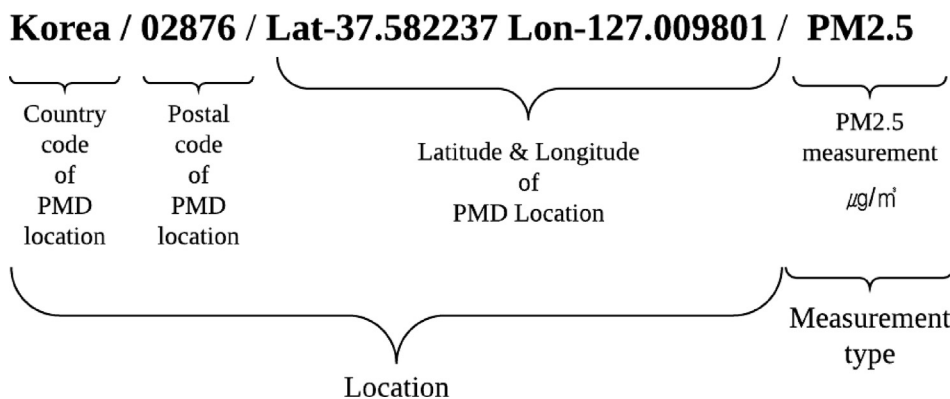 Korea / 02876 / Lat-37.582237 Lon-127.009801 / PM2.5
Country
code
of
PMD
location
Postal
code
of
PMD
location
Latitude & Longitude
of
PMD Location
PM2.5
measurement
㎍/㎥
Location
Measurement
type